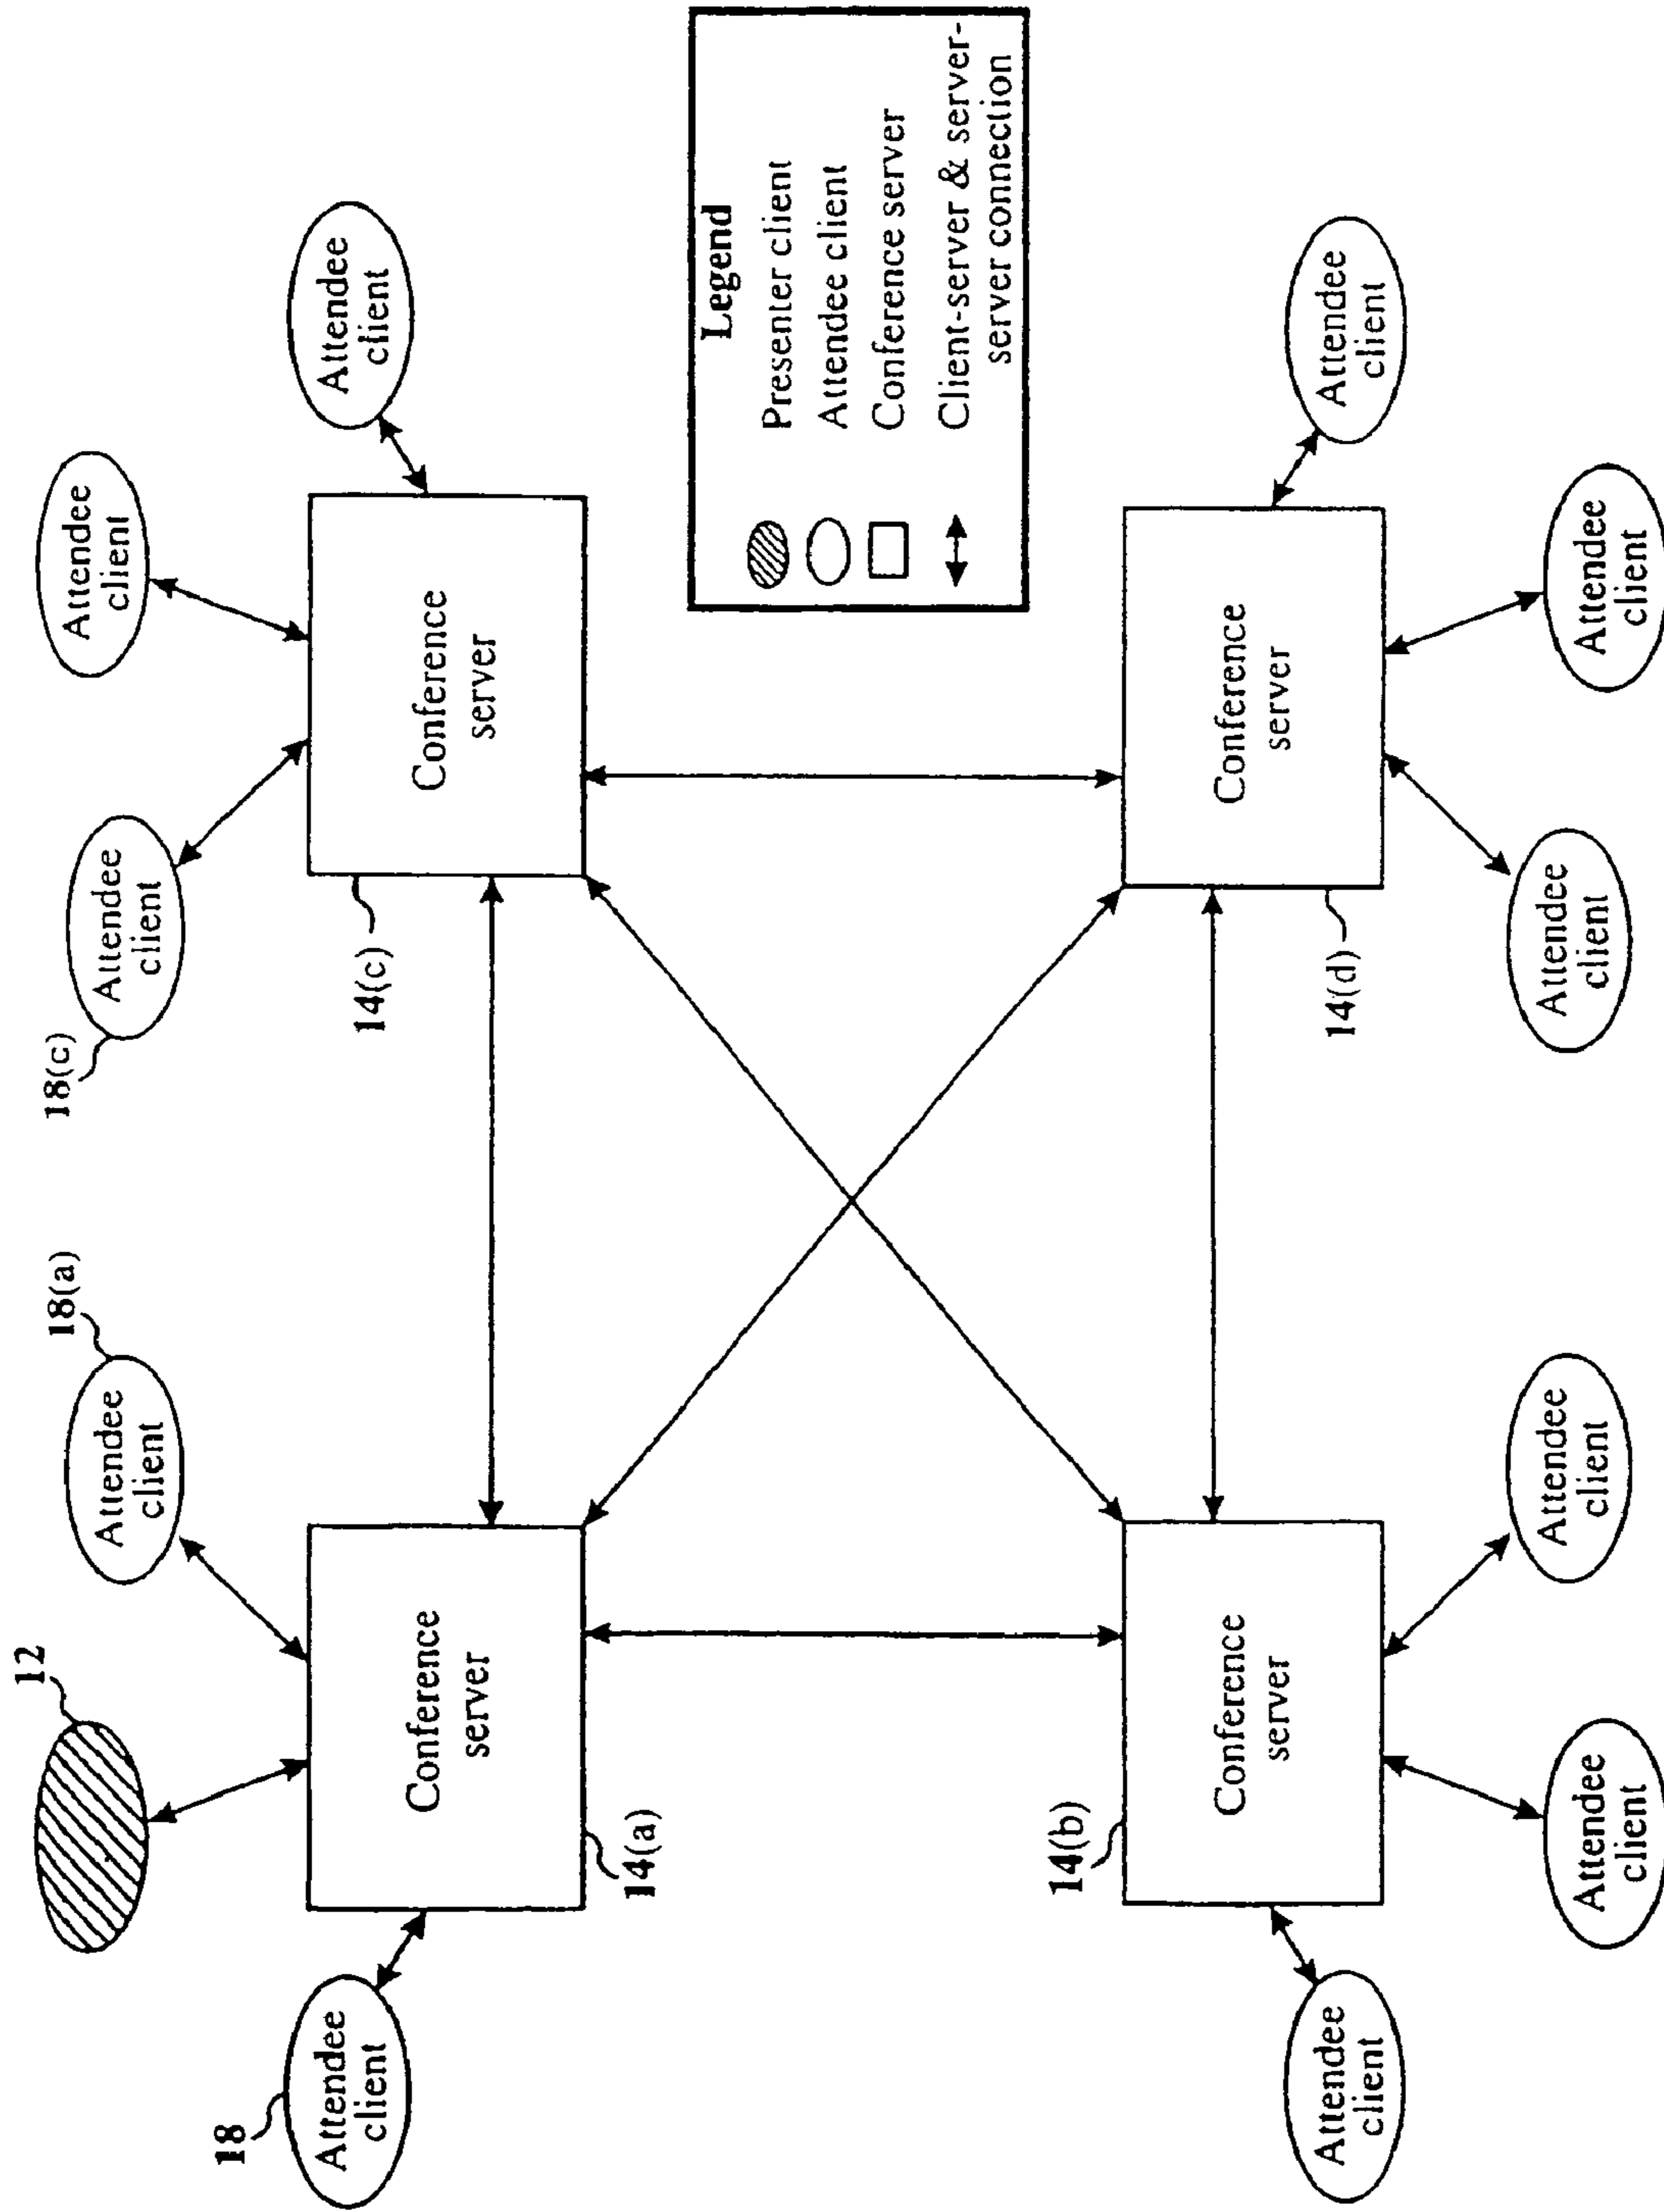 12
18(a)
18(c)
Attendee
client
Attendee
client
Attendee
client
18
Attendee
client
Conference
server
14(a)
14(c)
Conference
server
Attendee
client
Legend
Presenter client
Attendee client
Conference server
Client-server & server-
server connection
14(b)
Conference
server
14(d)
Conference
server
Attendee
client
Attendee
client
Attendee
client
Attendee
client
Attendee
client
Attendee
client